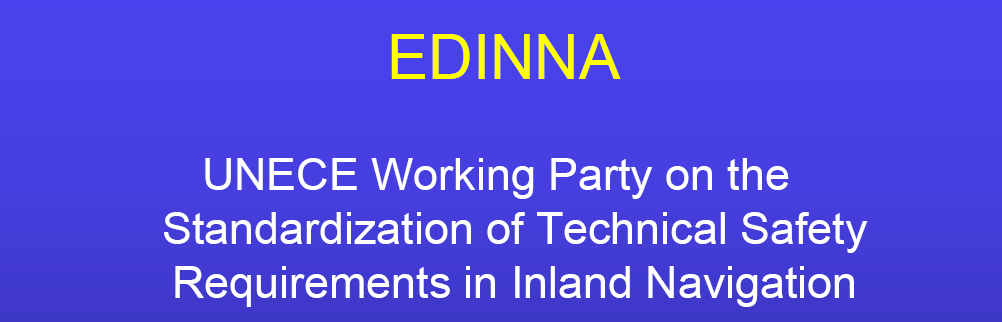 EDINNA
UNECE Working Party on the
Standardization of Technical Safety
Requirements in Inland Navigation